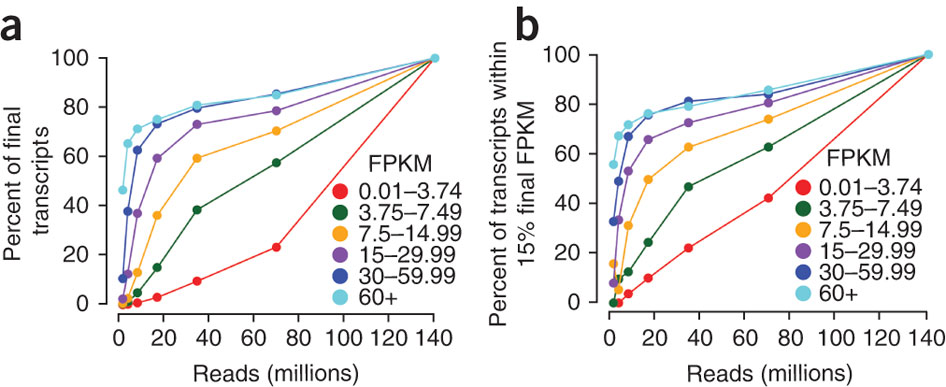 a
Percent of final
transcripts
100
80
60
40
20
0
FPKM
0.01–3.74
3.75–7.49
7.5–14.99
15–29.99
30–59.99
60+
0 20 40 60 80 100 120 140
Reads (millions)
b
Percent of transcripts within
15% final FPKM
100
80
60
40
20
0
FPKM
0.01–3.74
3.75–7.49
7.5–14.99
15–29.99
30–59.99
60+
0 20 40 60 80 100 120 140
Reads (millions)